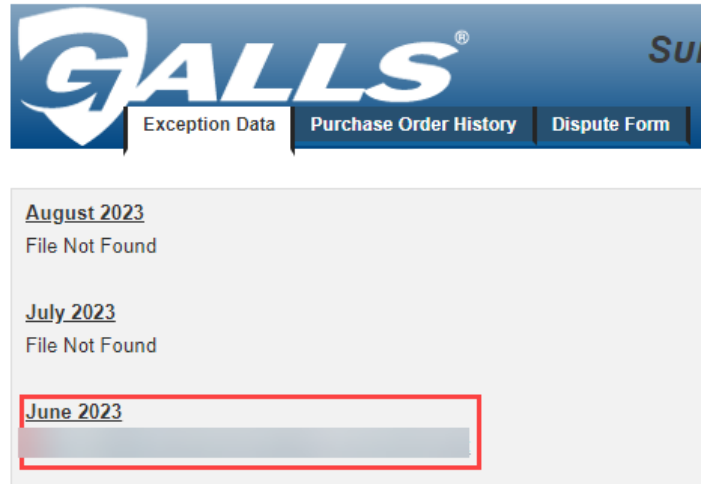 GALLS®
Exception Data
Purchase Order History
Dispute Form
August 2023
File Not Found
July 2023
File Not Found
June 2023